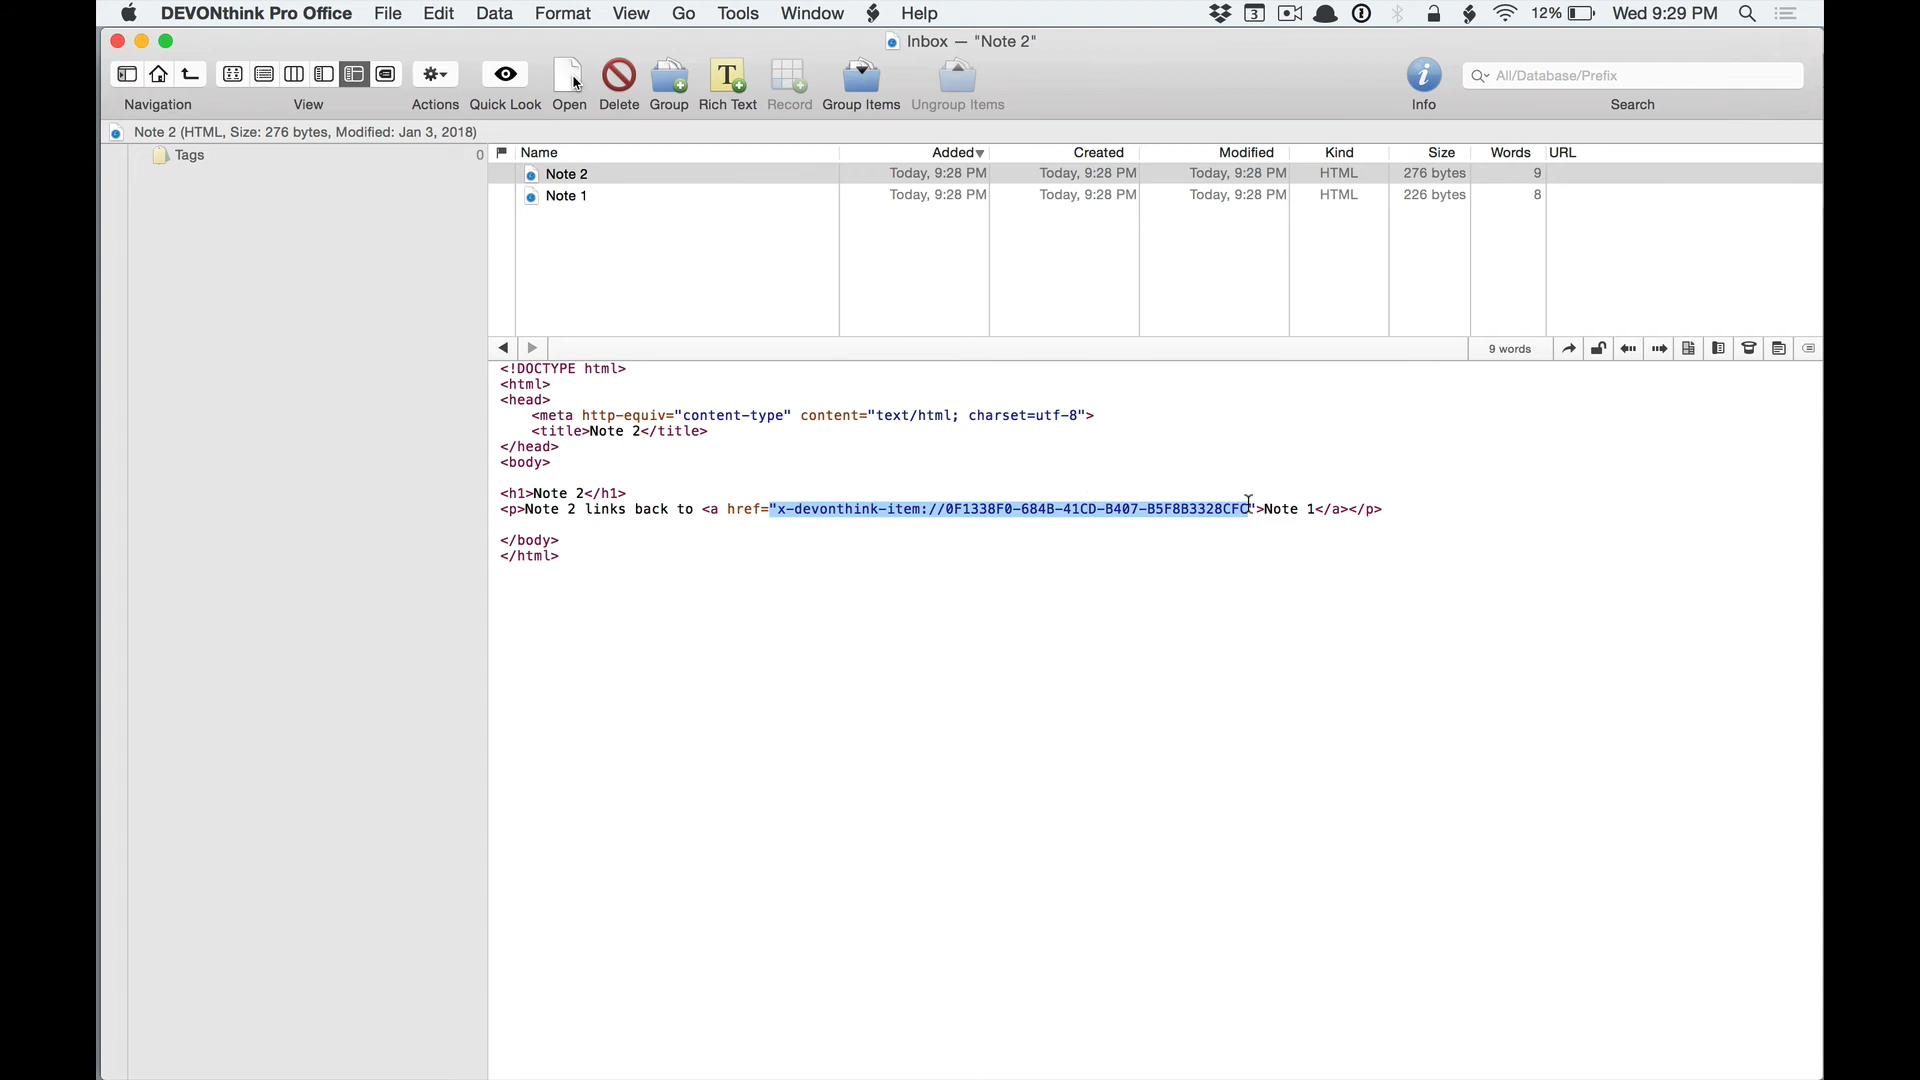 DEVONthink Pro Office File Edit Data Format View Go Tools Window Help 3 12% Wed 9:29 PM
Inbox — "Note 2"
T i All/Database/Prefix
Navigation View Actions Quick Look Open Delete Group Rich Text Record Group Items Ungroup Items Info Search
Note 2 (HTML, Size: 276 bytes, Modified: Jan 3, 2018)
Tags 0
Name Added Created Modified Kind Size Words URL
Note 2 Today, 9:28 PM Today, 9:28 PM Today, 9:28 PM HTML 276 bytes 9
Note 1 Today, 9:28 PM Today, 9:28 PM Today, 9:28 PM HTML 226 bytes 8
9 words
<!DOCTYPE html>
<html>
<head>
<meta http-equiv="content-type" content="text/html; charset=utf-8">
<title>Note 2</title>
</head>
<body>
<h1>Note 2</h1>
<p>Note 2 links back to <a href="x-devonthink-item://0F1338F0-684B-41CD-B407-B5F8B3328CFC">Note 1</a></p>
</body>
</html>